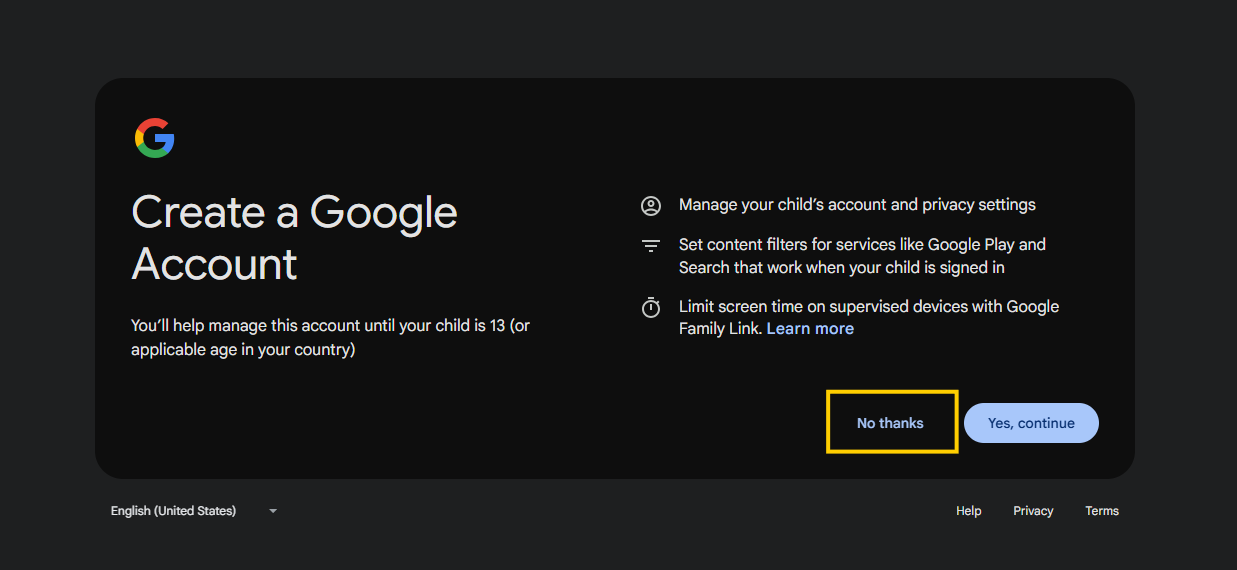 Create a Google
Account
You’ll help manage this account until your child is 13 (or
applicable age in your country)
Manage your child’s account and privacy settings
Set content filters for services like Google Play and
Search that work when your child is signed in
Limit screen time on supervised devices with Google
Family Link. Learn more
No thanks
Yes, continue
English (United States)
Help
Privacy
Terms